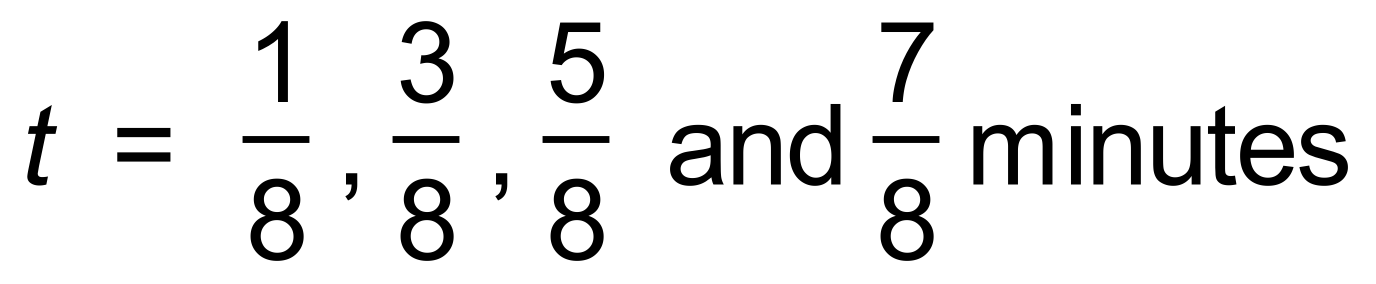 t = 1/8, 3/8, 5/8 and 7/8 minutes